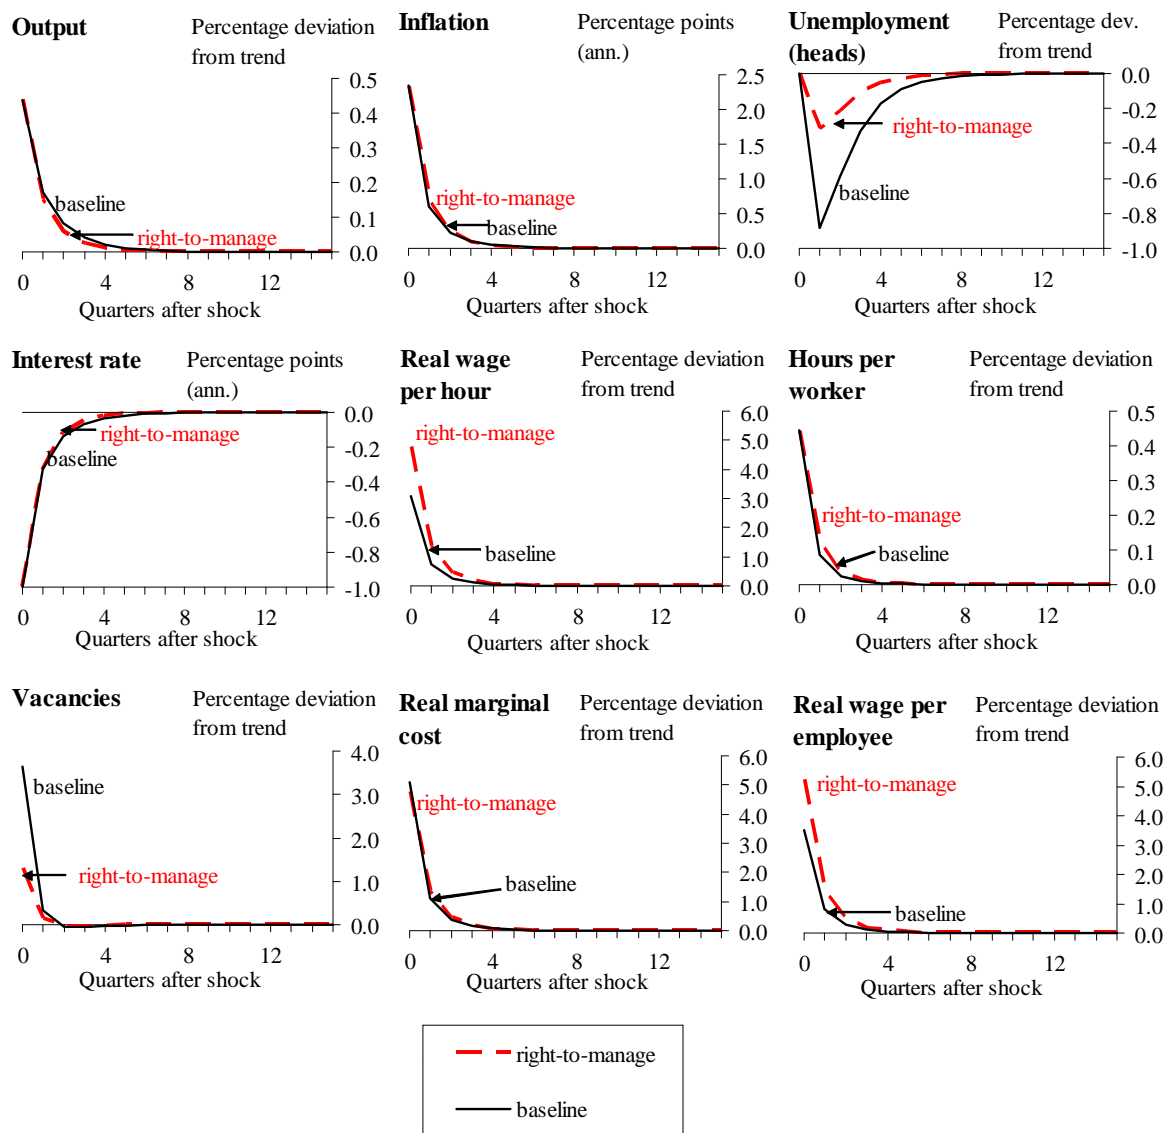 Output
Percentage deviation
from trend
0.5
0.4
0.3
0.2
0.1
0.0
baseline
right-to-manage
0
4
8
12
Quarters after shock
Inflation
Percentage points
(ann.)
2.5
2.0
1.5
1.0
0.5
0.0
right-to-manage
baseline
0
4
8
12
Quarters after shock
Unemployment
(heads)
Percentage dev.
from trend
0.0
-0.2
-0.4
-0.6
-0.8
-1.0
right-to-manage
baseline
0
4
8
12
Quarters after shock
Interest rate
Percentage points
(ann.)
0.0
-0.2
-0.4
-0.6
-0.8
-1.0
right-to-manage
baseline
0
4
8
12
Quarters after shock
Real wage
per hour
Percentage deviation
from trend
6.0
5.0
4.0
3.0
2.0
1.0
0.0
right-to-manage
baseline
0
4
8
12
Quarters after shock
Hours per
worker
Percentage deviation
from trend
0.5
0.4
0.3
0.2
0.1
0.0
right-to-manage
baseline
0
4
8
12
Quarters after shock
Vacancies
Percentage deviation
from trend
4.0
3.0
2.0
1.0
0.0
baseline
right-to-manage
0
4
8
12
Quarters after shock
Real marginal
cost
Percentage deviation
from trend
6.0
5.0
4.0
3.0
2.0
1.0
0.0
right-to-manage
baseline
0
4
8
12
Quarters after shock
Real wage per
employee
Percentage deviation
from trend
6.0
5.0
4.0
3.0
2.0
1.0
0.0
right-to-manage
baseline
0
4
8
12
Quarters after shock
right-to-manage
baseline